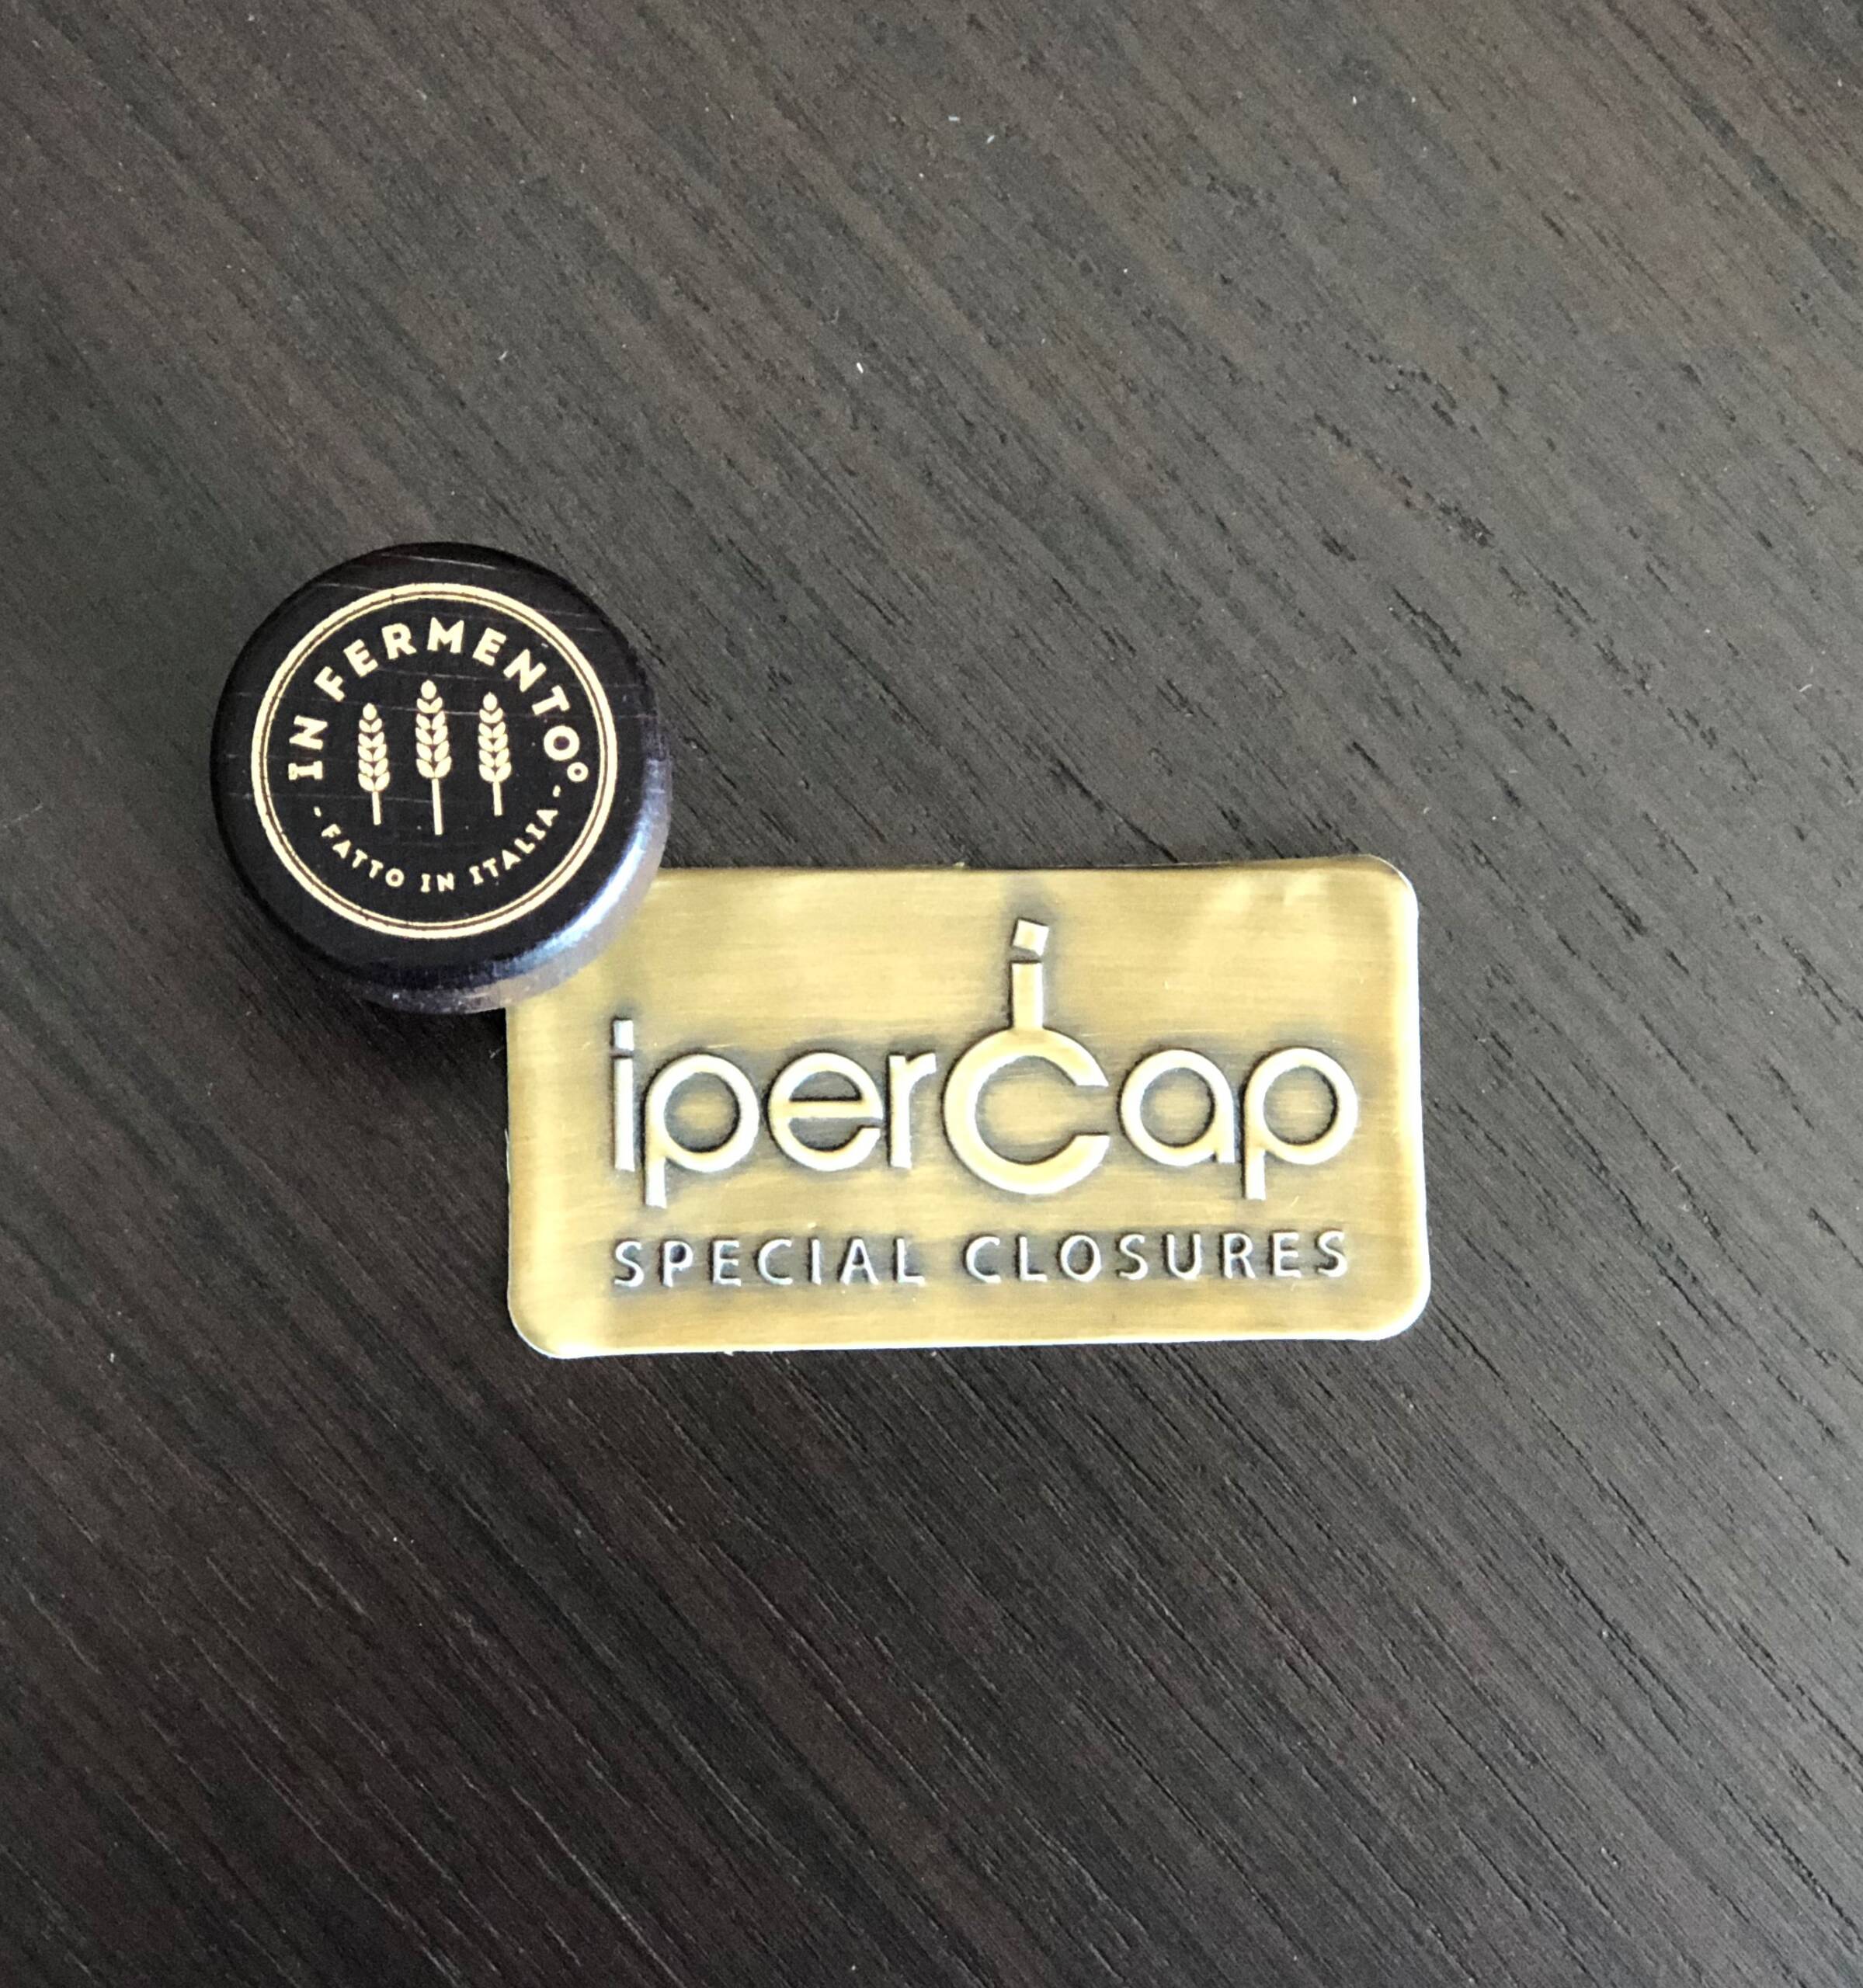 IN FERMENTO°
- FATTO IN ITALIA -
iperCap
SPECIAL CLOSURES